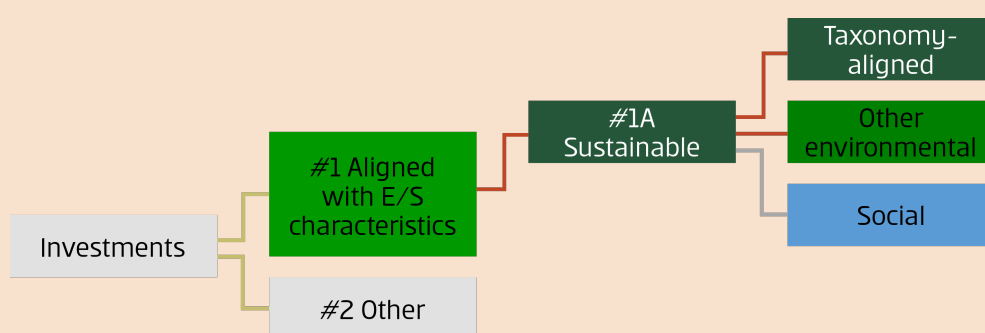 Taxonomy-
aligned
#1A
Sustainable
Other
environmental
#1 Aligned
with E/S
characteristics
Social
Investments
#2 Other